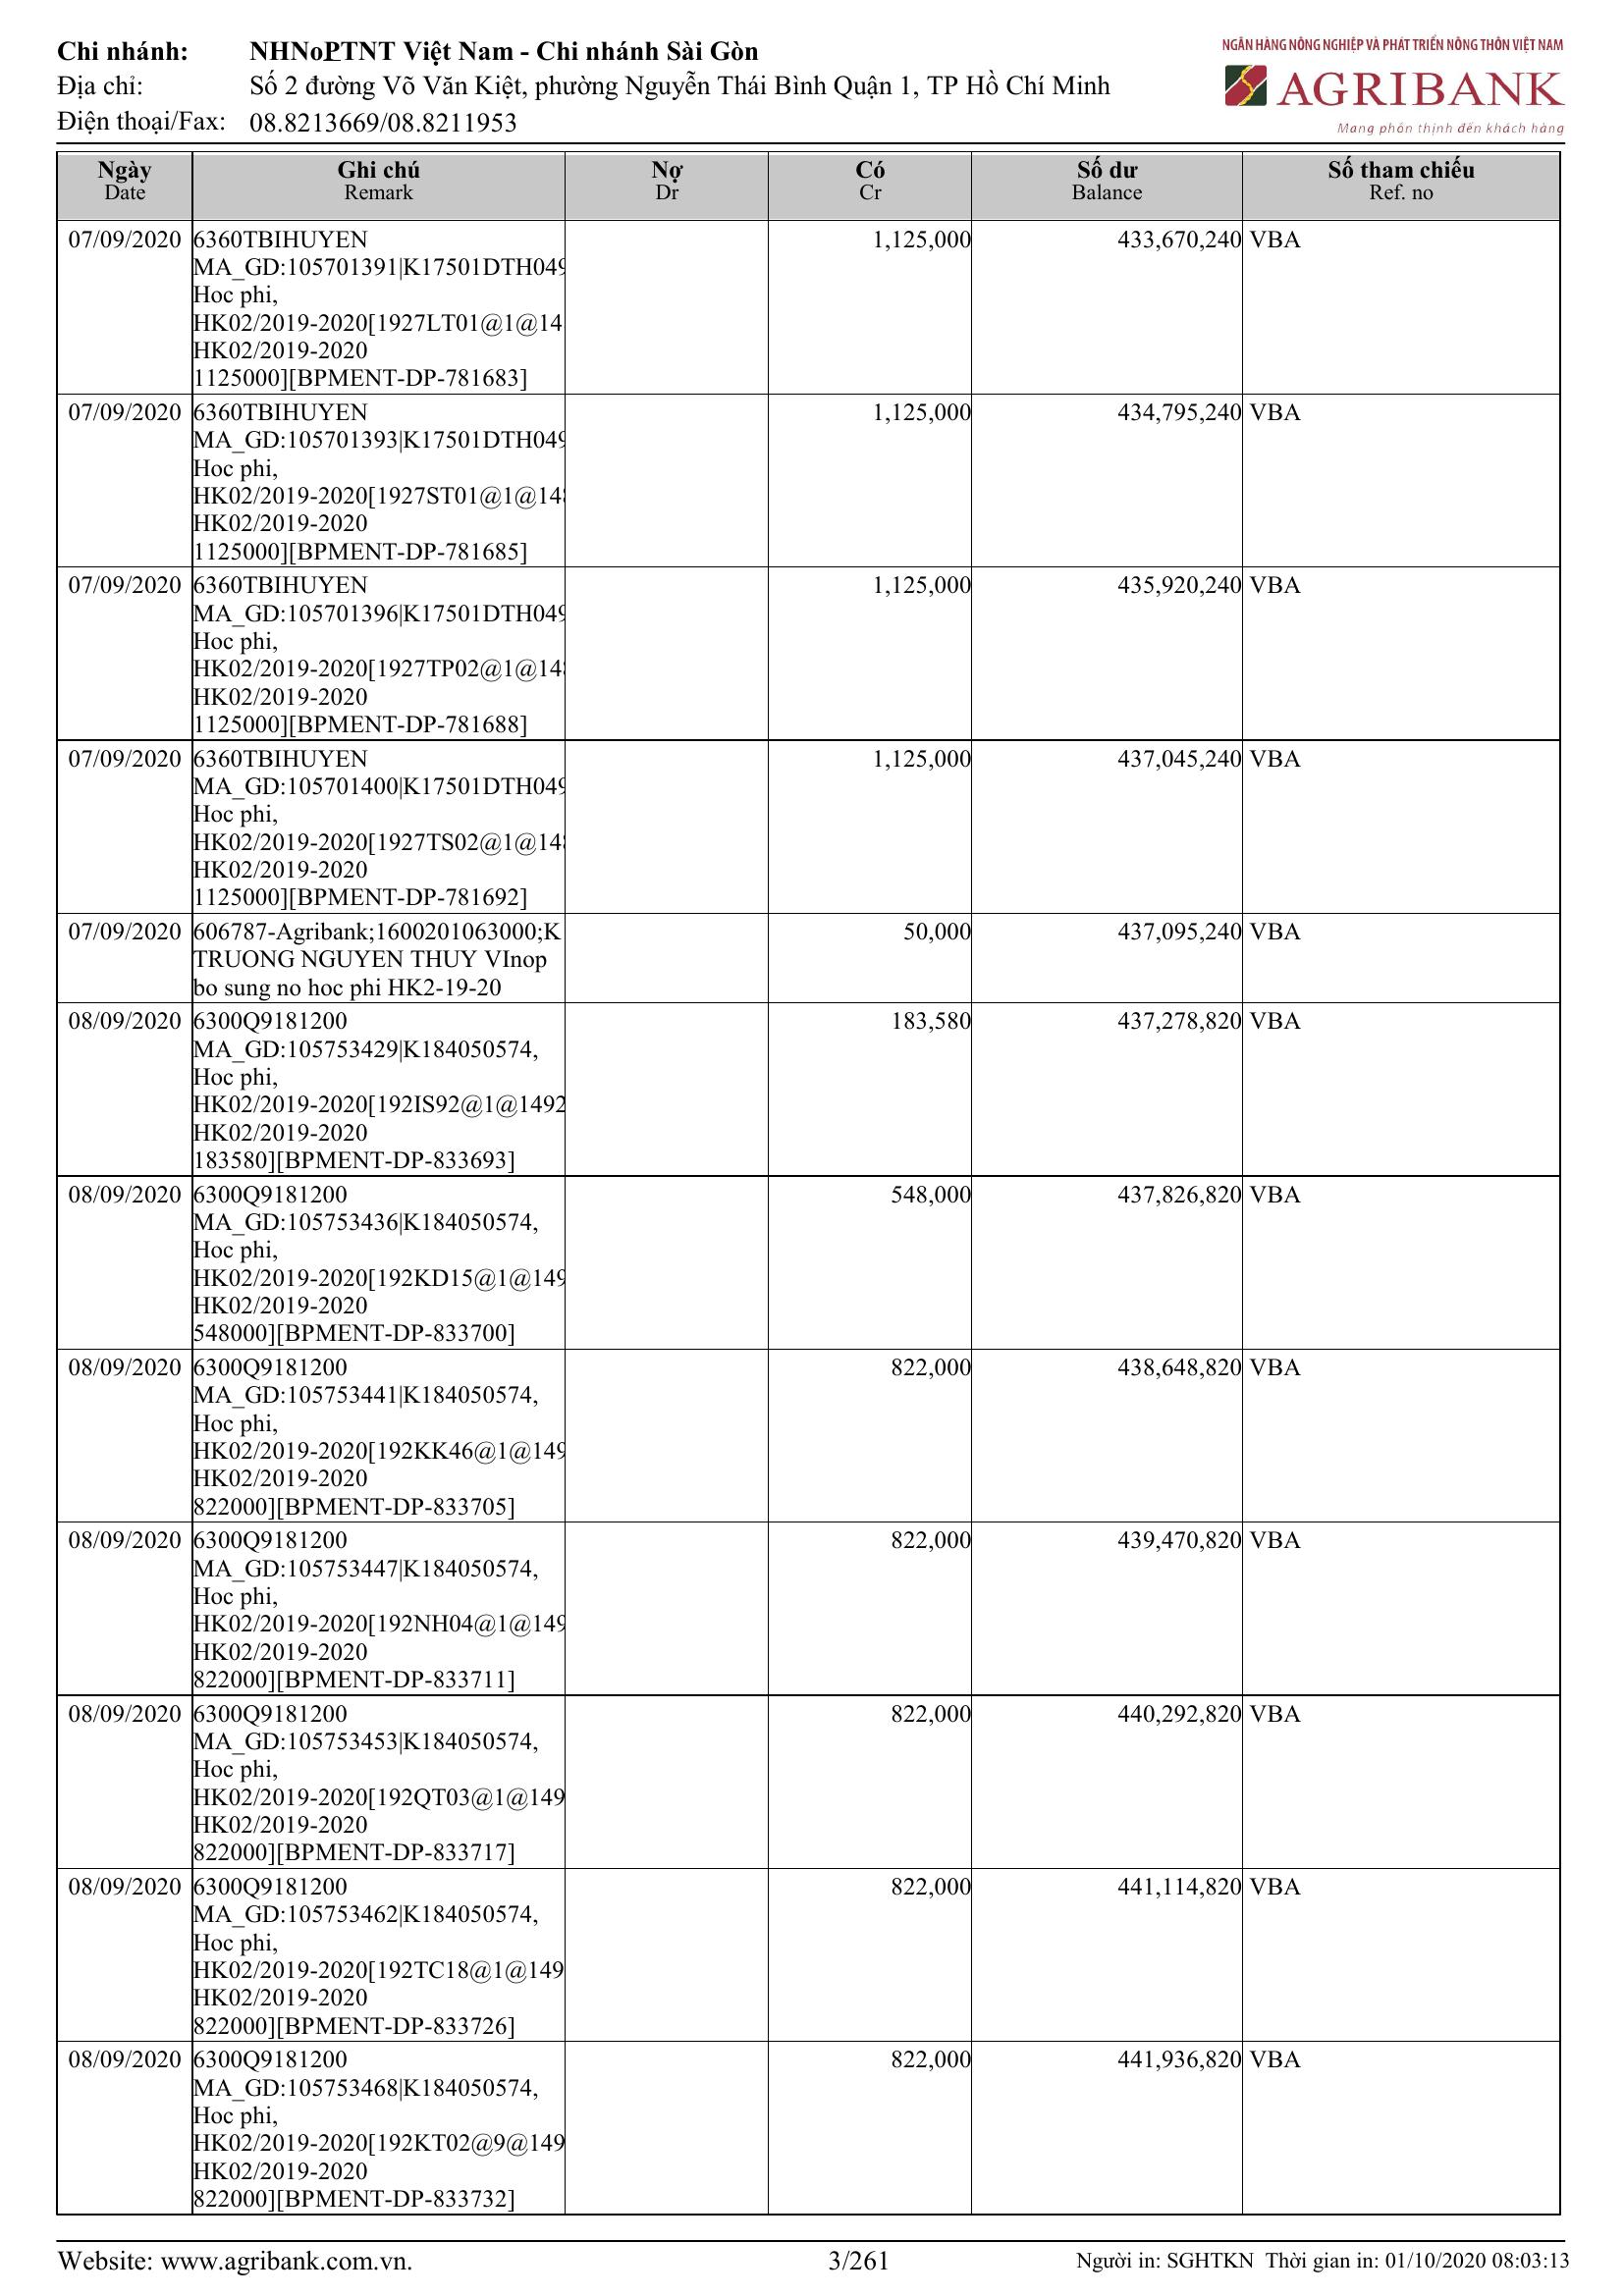 Chi nhánh: NHNoPTNT Việt Nam - Chi nhánh Sài Gòn
Địa chỉ: Số 2 đường Võ Văn Kiệt, phường Nguyễn Thái Bình Quận 1, TP Hồ Chí Minh
Điện thoại/Fax: 08.8213669/08.8211953
NGÂN HÀNG NÔNG NGHIỆP VÀ PHÁT TRIỂN NÔNG THÔN VIỆT NAM
AGRIBANK
Mang phồn thịnh đến khách hàng
Ngày Ghi chú Nợ Có Số dư Số tham chiếu
Date Remark Dr Cr Balance Ref. no
07/09/2020 6360TBIHUYEN 1,125,000 433,670,240 VBA
MA_GD:105701391|K17501DTH049
Hoc phi,
HK02/2019-2020[1927LT01@1@14
HK02/2019-2020
1125000][BPMENT-DP-781683]
07/09/2020 6360TBIHUYEN 1,125,000 434,795,240 VBA
MA_GD:105701393|K17501DTH049
Hoc phi,
HK02/2019-2020[1927ST01@1@148
HK02/2019-2020
1125000][BPMENT-DP-781685]
07/09/2020 6360TBIHUYEN 1,125,000 435,920,240 VBA
MA_GD:105701396|K17501DTH049
Hoc phi,
HK02/2019-2020[1927TP02@1@148
HK02/2019-2020
1125000][BPMENT-DP-781688]
07/09/2020 6360TBIHUYEN 1,125,000 437,045,240 VBA
MA_GD:105701400|K17501DTH049
Hoc phi,
HK02/2019-2020[1927TS02@1@148
HK02/2019-2020
1125000][BPMENT-DP-781692]
07/09/2020 606787-Agribank;1600201063000;K 50,000 437,095,240 VBA
TRUONG NGUYEN THUY VInop
bo sung no hoc phi HK2-19-20
08/09/2020 6300Q9181200 183,580 437,278,820 VBA
MA_GD:105753429|K184050574,
Hoc phi,
HK02/2019-2020[192IS92@1@1492
HK02/2019-2020
183580][BPMENT-DP-833693]
08/09/2020 6300Q9181200 548,000 437,826,820 VBA
MA_GD:105753436|K184050574,
Hoc phi,
HK02/2019-2020[192KD15@1@149
HK02/2019-2020
548000][BPMENT-DP-833700]
08/09/2020 6300Q9181200 822,000 438,648,820 VBA
MA_GD:105753441|K184050574,
Hoc phi,
HK02/2019-2020[192KK46@1@149
HK02/2019-2020
822000][BPMENT-DP-833705]
08/09/2020 6300Q9181200 822,000 439,470,820 VBA
MA_GD:105753447|K184050574,
Hoc phi,
HK02/2019-2020[192NH04@1@149
HK02/2019-2020
822000][BPMENT-DP-833711]
08/09/2020 6300Q9181200 822,000 440,292,820 VBA
MA_GD:105753453|K184050574,
Hoc phi,
HK02/2019-2020[192QT03@1@149
HK02/2019-2020
822000][BPMENT-DP-833717]
08/09/2020 6300Q9181200 822,000 441,114,820 VBA
MA_GD:105753462|K184050574,
Hoc phi,
HK02/2019-2020[192TC18@1@149
HK02/2019-2020
822000][BPMENT-DP-833726]
08/09/2020 6300Q9181200 822,000 441,936,820 VBA
MA_GD:105753468|K184050574,
Hoc phi,
HK02/2019-2020[192KT02@9@149
HK02/2019-2020
822000][BPMENT-DP-833732]
Website: www.agribank.com.vn. 3/261 Người in: SGHTKN Thời gian in: 01/10/2020 08:03:13